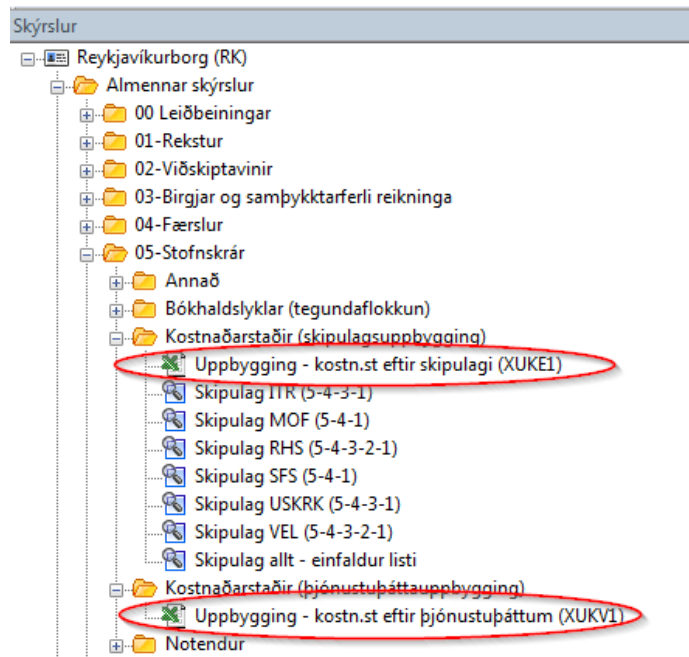 Skýrslur
Reykjavíkurborg (RK)
Almennar skýrslur
00 Leiðbeiningar
01-Rekstur
02-Viðskiptavinir
03-Birgjar og samþykktarferli reikninga
04-Færslur
05-Stofnskrár
Annað
Bókhaldslyklar (tegundaflokkun)
Kostnaðarstaðir (skipulagsuppbygging)
Uppbygging - kostn.st eftir skipulagi (XUKE1)
Skipulag ITR (5-4-3-1)
Skipulag MOF (5-4-1)
Skipulag RHS (5-4-3-2-1)
Skipulag SFS (5-4-1)
Skipulag USKRK (5-4-3-1)
Skipulag VEL (5-4-3-2-1)
Skipulag allt - einfaldur listi
Kostnaðarstaðir (þjónustuþáttauppbygging)
Uppbygging - kostn.st eftir þjónustuþáttum (XUKV1)
Notendur